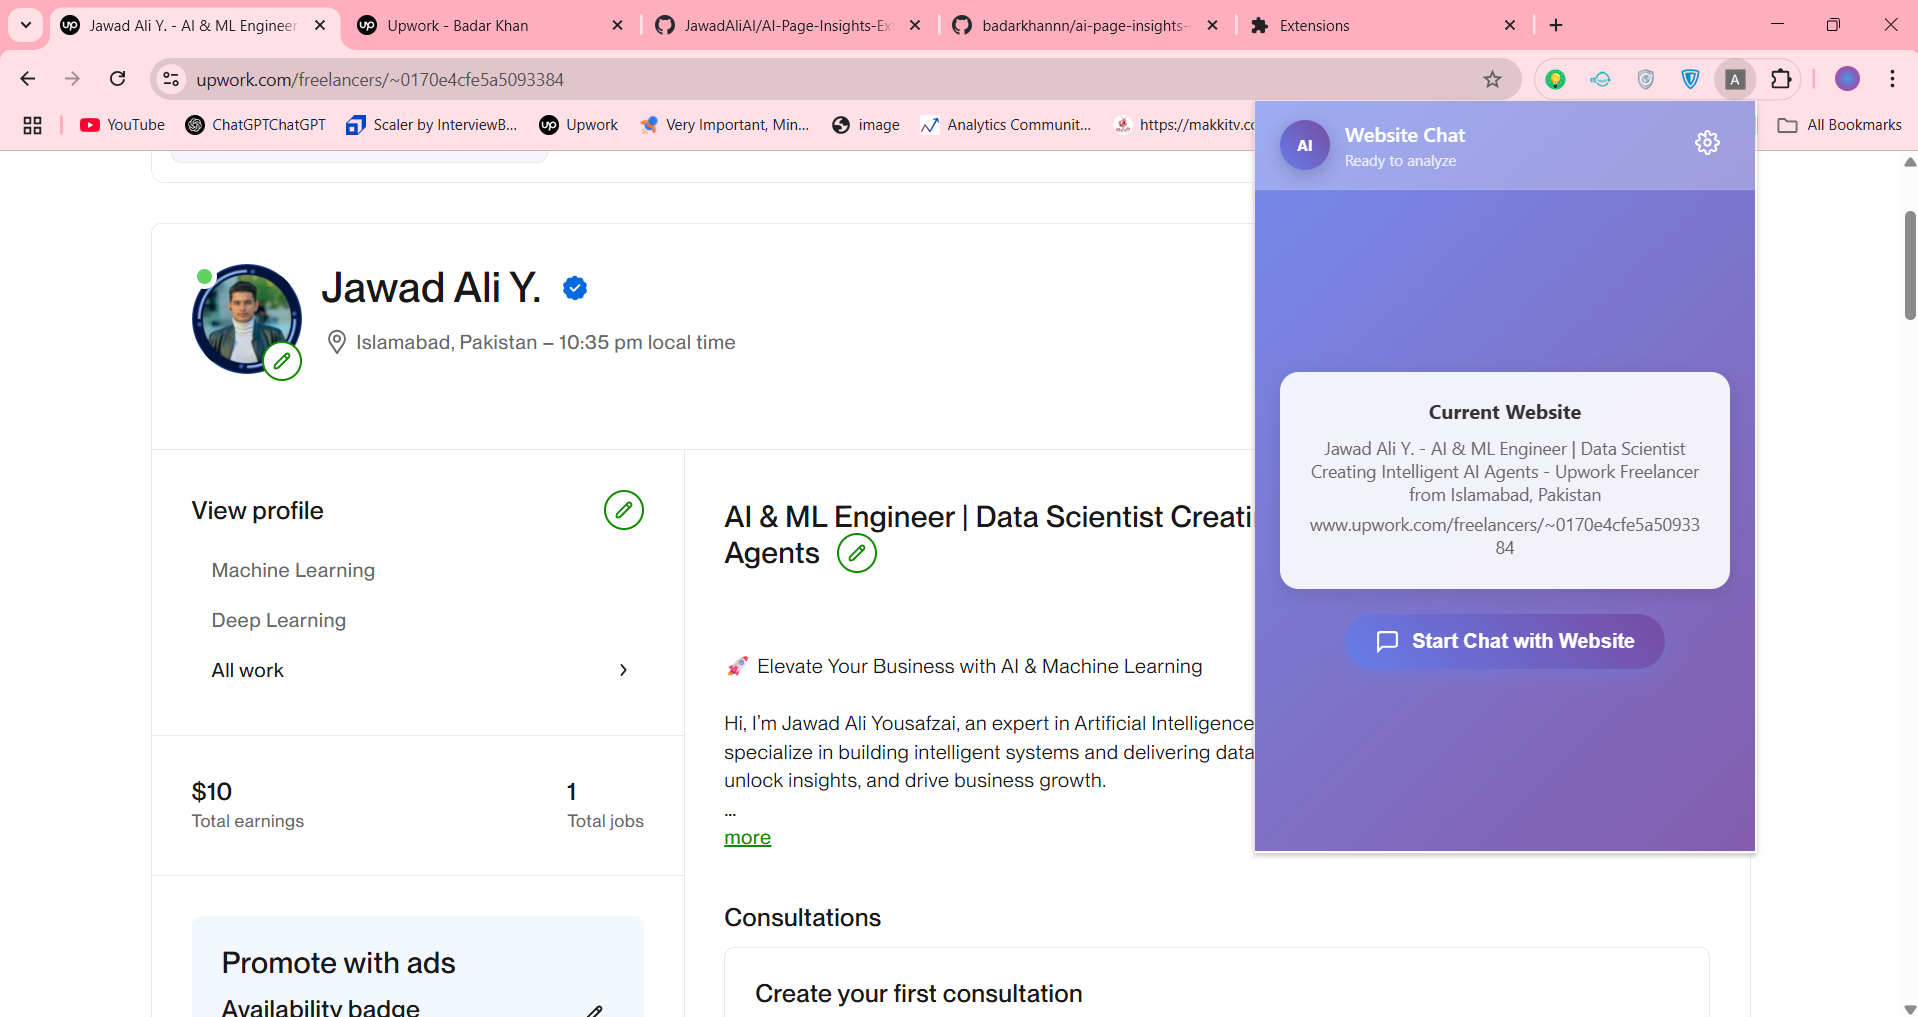 Jawad Ali Y. - AI & ML Engineer
Upwork - Badar Khan
JawadAliAI/AI-Page-Insights-Ex
badarkhannn/ai-page-insights-
Extensions
upwork.com/freelancers/~0170e4cfe5a5093384
A
YouTube
ChatGPTChatGPT
Scaler by InterviewB...
Upwork
Very Important, Min...
image
Analytics Communit...
https://makkitv.co
All Bookmarks
AI
Website Chat
Ready to analyze
Current Website
Jawad Ali Y. - AI & ML Engineer | Data Scientist
Creating Intelligent AI Agents - Upwork Freelancer
from Islamabad, Pakistan
www.upwork.com/freelancers/~0170e4cfe5a50933
84
Start Chat with Website
Jawad Ali Y.
Islamabad, Pakistan – 10:35 pm local time
View profile
Machine Learning
Deep Learning
All work
$10
Total earnings
1
Total jobs
Promote with ads
Availability badge
AI & ML Engineer | Data Scientist Creati
Agents
🚀 Elevate Your Business with AI & Machine Learning
Hi, I’m Jawad Ali Yousafzai, an expert in Artificial Intelligence
specialize in building intelligent systems and delivering data
unlock insights, and drive business growth.
...
more
Consultations
Create your first consultation